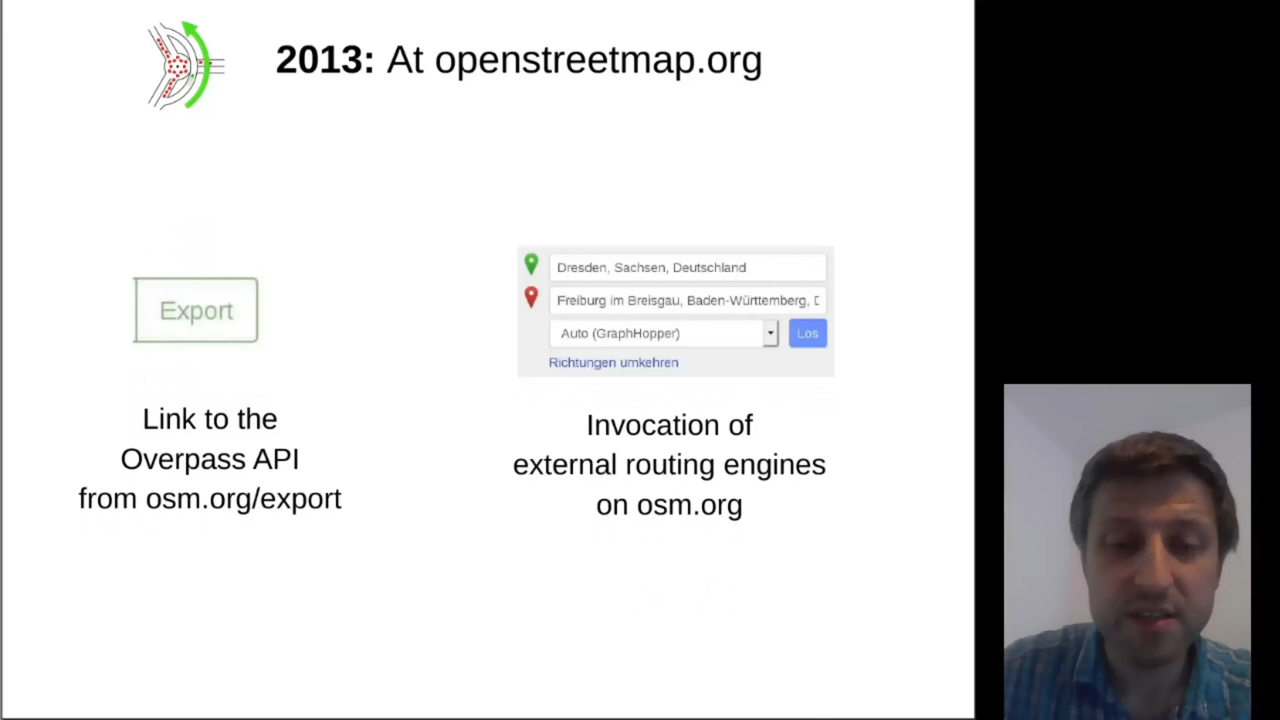 2013: At openstreetmap.org
Export
Link to the
Overpass API
from osm.org/export
Dresden, Sachsen, Deutschland
Freiburg im Breisgau, Baden-Württemberg, D
Auto (GraphHopper)
Los
Richtungen umkehren
Invocation of
external routing engines
on osm.org